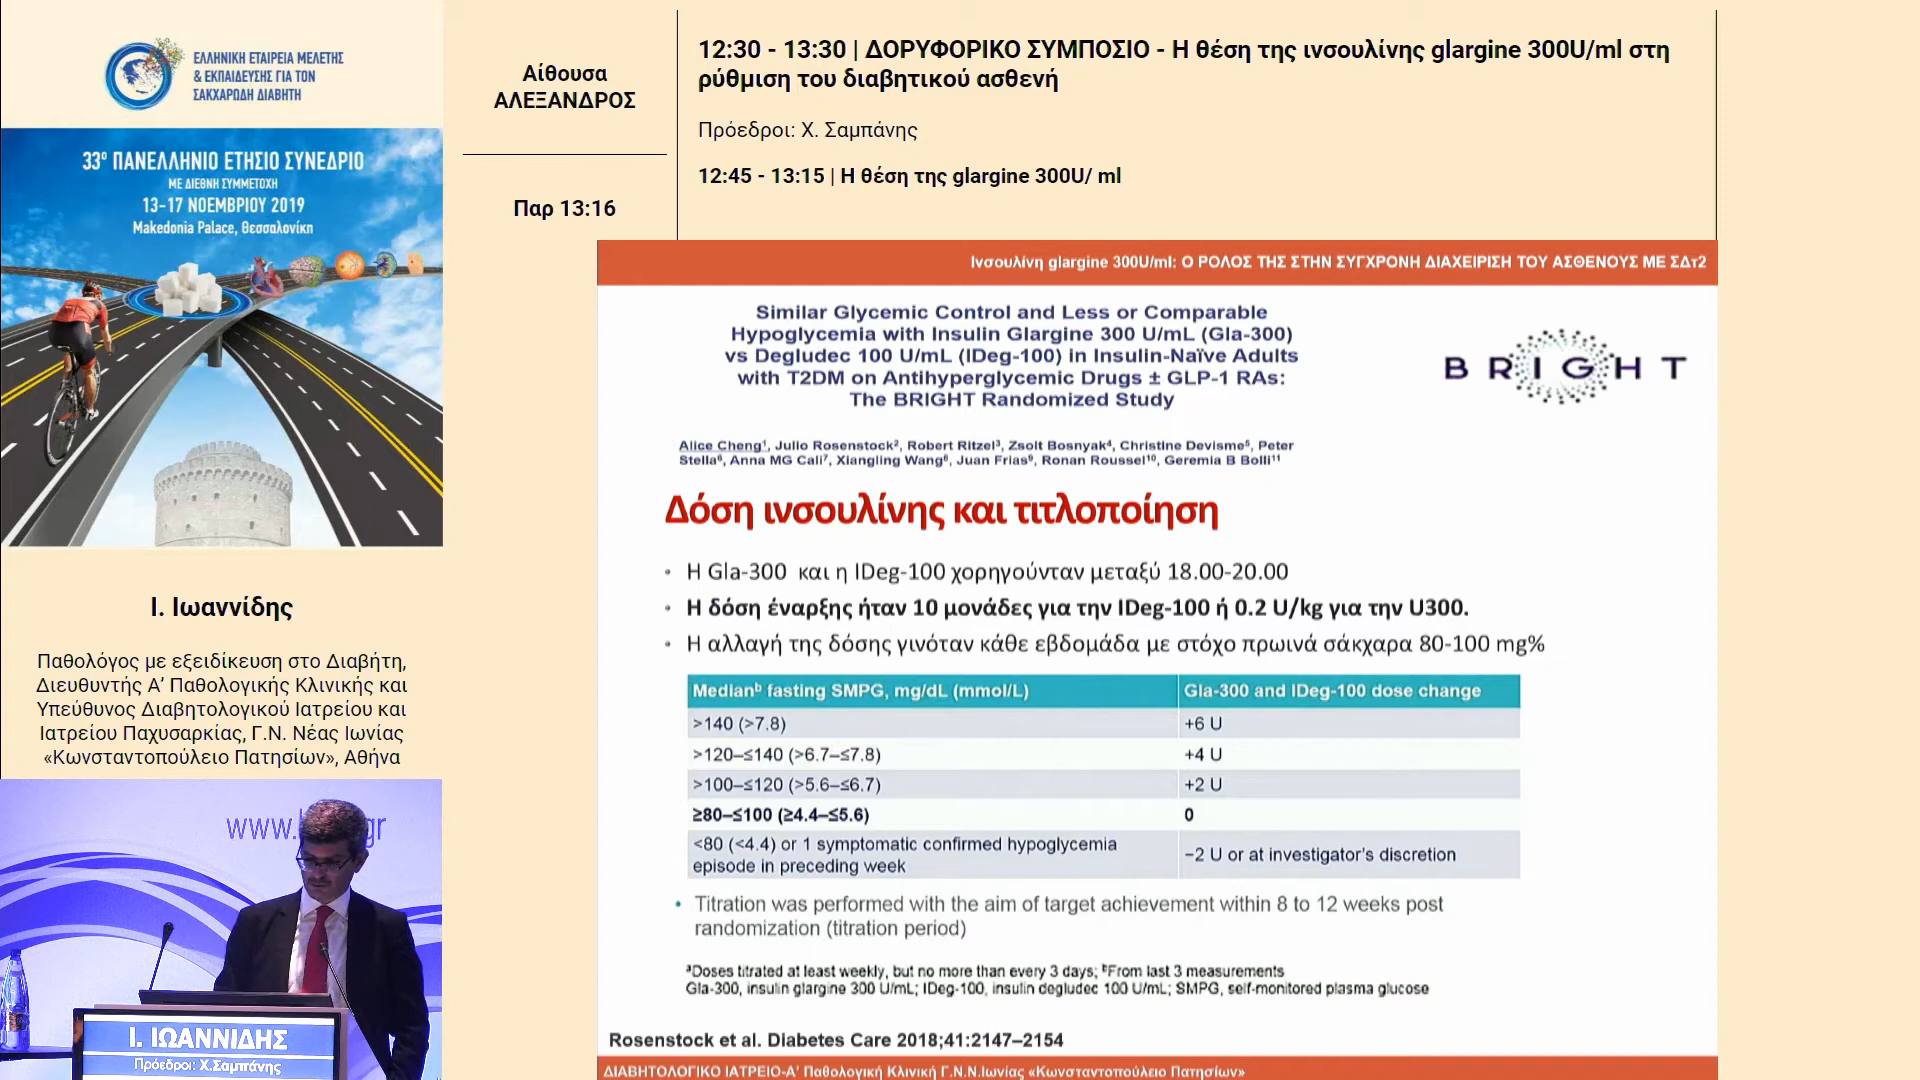 ΕΛΛΗΝΙΚΗ ΕΤΑΙΡΕΙΑ ΜΕΛΕΤΗΣ
& ΕΚΠΑΙΔΕΥΣΗΣ ΓΙΑ ΤΟΝ
ΣΑΚΧΑΡΩΔΗ ΔΙΑΒΗΤΗ
33º ΠΑΝΕΛΛΗΝΙΟ ΕΤΗΣΙΟ ΣΥΝΕΔΡΙΟ
ΜΕ ΔΙΕΘΝΗ ΣΥΜΜΕΤΟΧΗ
13-17 ΝΟΕΜΒΡΙΟΥ 2019
Makedonia Palace, Θεσσαλονίκη
Αίθουσα
ΑΛΕΞΑΝΔΡΟΣ
Παρ 13:16
12:30 - 13:30 | ΔΟΡΥΦΟΡΙΚΟ ΣΥΜΠΟΣΙΟ - Η θέση της ινσουλίνης glargine 300U/ml στη
ρύθμιση του διαβητικού ασθενή
Πρόεδροι: Χ. Σαμπάνης
12:45 - 13:15 | Η θέση της glargine 300U/ ml
Ι. Ιωαννίδης
Παθολόγος με εξειδίκευση στο Διαβήτη,
Διευθυντής Α’ Παθολογικής Κλινικής και
Υπεύθυνος Διαβητολογικού Ιατρείου και
Ιατρείου Παχυσαρκίας, Γ.Ν. Νέας Ιωνίας
«Κωνσταντοπούλειο Πατησίων», Αθήνα
www.
gr
Ι. ΙΩΑΝΝΙΔΗΣ
Πρόεδροι: Χ.Σαμπάνης
Ινσουλίνη glargine 300U/ml: Ο ΡΟΛΟΣ ΤΗΣ ΣΤΗΝ ΣΥΓΧΡΟΝΗ ΔΙΑΧΕΙΡΙΣΗ ΤΟΥ ΑΣΘΕΝΟΥΣ ΜΕ ΣΔτ2
Similar Glycemic Control and Less or Comparable
Hypoglycemia with Insulin Glargine 300 U/mL (Gla-300)
vs Degludec 100 U/mL (IDeg-100) in Insulin-Naïve Adults
with T2DM on Antihyperglycemic Drugs ± GLP-1 RAs:
The BRIGHT Randomized Study
BRIGHT
Alice Cheng¹, Julio Rosenstock², Robert Ritzel³, Zsolt Bosnyak⁴, Christine Devisme⁵, Peter
Stella⁶, Anna MG Cali⁷, Xiangling Wang⁸, Juan Frias⁹, Ronan Roussel¹⁰, Geremia B Bolli¹¹
Δόση ινσουλίνης και τιτλοποίηση
• Η Gla-300 και η IDeg-100 χορηγούνταν μεταξύ 18.00-20.00
• Η δόση έναρξης ήταν 10 μονάδες για την IDeg-100 ή 0.2 U/kg για την U300.
• Η αλλαγή της δόσης γινόταν κάθε εβδομάδα με στόχο πρωινά σάκχαρα 80-100 mg%
Medianᵇ fasting SMPG, mg/dL (mmol/L) Gla-300 and IDeg-100 dose change
>140 (>7.8) +6 U
>120–≤140 (>6.7–≤7.8) +4 U
>100–≤120 (>5.6–≤6.7) +2 U
≥80–≤100 (≥4.4–≤5.6) 0
<80 (<4.4) or 1 symptomatic confirmed hypoglycemia
episode in preceding week −2 U or at investigator’s discretion
• Titration was performed with the aim of target achievement within 8 to 12 weeks post
randomization (titration period)
ᵃDoses titrated at least weekly, but no more than every 3 days; ᵇFrom last 3 measurements
Gla-300, insulin glargine 300 U/mL; IDeg-100, insulin degludec 100 U/mL; SMPG, self-monitored plasma glucose
Rosenstock et al. Diabetes Care 2018;41:2147–2154
ΔΙΑΒΗΤΟΛΟΓΙΚΟ ΙΑΤΡΕΙΟ-Α’ Παθολογική Κλινική Γ.Ν.Ν.Ιωνίας «Κωνσταντοπούλειο Πατησίων»